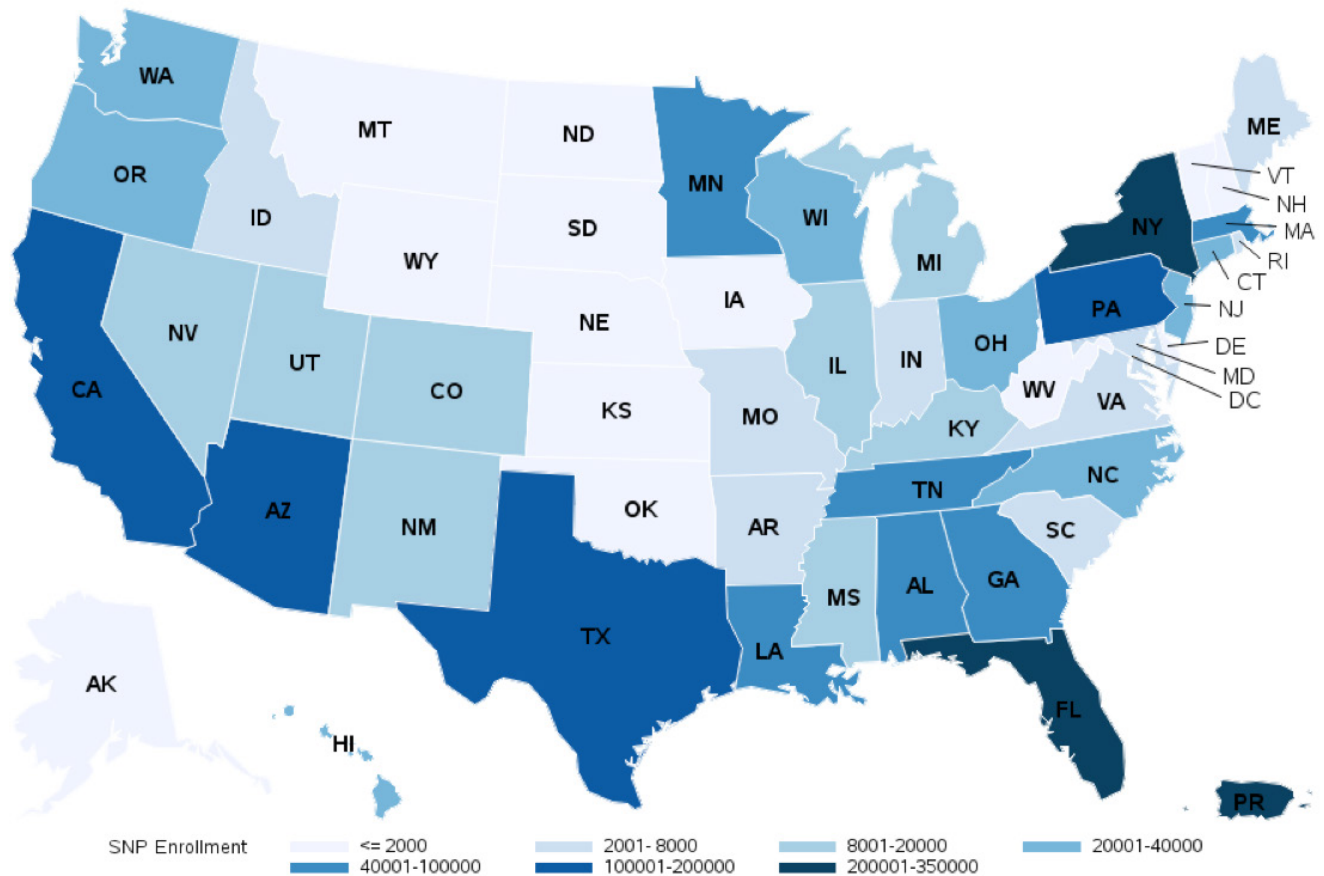 WA
ME
MT
ND
OR
VT
MN
NH
ID
WI
SD
NY
MA
MI
WY
RI
CT
IA
PA
NJ
NE
NV
OH
DE
UT
IN
IL
MD
CA
CO
WV
DC
KS
MO
VA
KY
NC
TN
AZ
OK
NM
AR
SC
GA
MS
AL
TX
LA
AK
FL
HI
PR
SNP Enrollment <= 2000 2001-8000 8001-20000 20001-40000
40001-100000 100001-200000 200001-350000